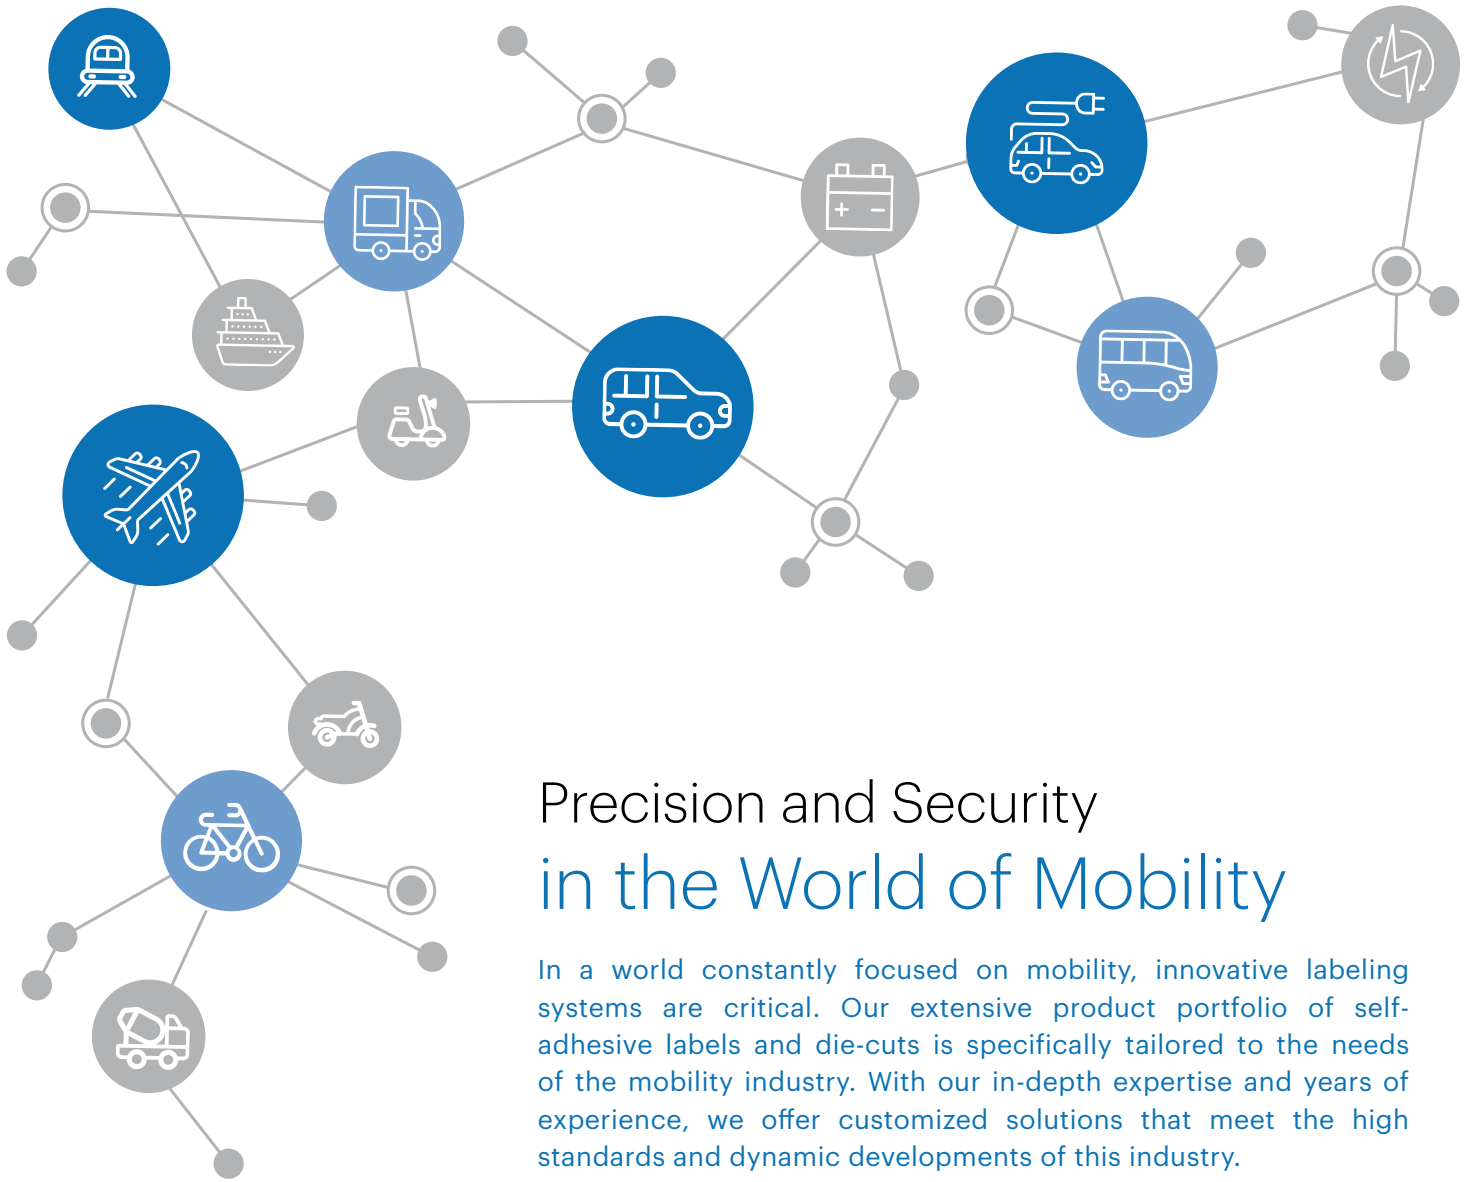 Precision and Security
in the World of Mobility
In a world constantly focused on mobility, innovative labeling
systems are critical. Our extensive product portfolio of self-
adhesive labels and die-cuts is specifically tailored to the needs
of the mobility industry. With our in-depth expertise and years of
experience, we offer customized solutions that meet the high
standards and dynamic developments of this industry.